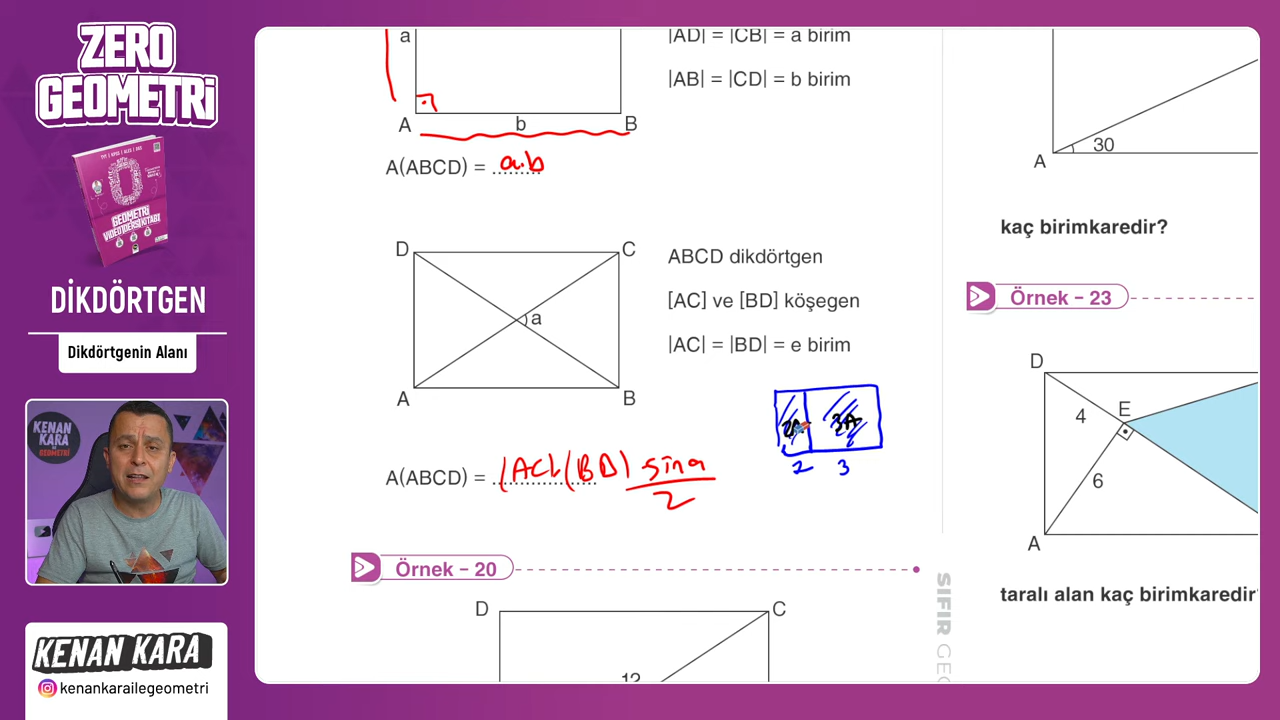 ZERO
GEOMETRİ
GEOMETRİ
VİDEO DERS KİTABI
DİKDÖRTGEN
Dikdörtgenin Alanı
KENAN
KARA
GEOMETRİ
KENAN KARA
kenankarailegeometri
a
A
b
B
|AD| = |CB| = a birim
|AB| = |CD| = b birim
A(ABCD) = a.b
D
C
a
A
B
ABCD dikdörtgen
[AC] ve [BD] köşegen
|AC| = |BD| = e birim
2A 3A
2 3
A(ABCD) = |AC|.|BD| sina
2
Örnek – 20
D
C
12
A
30
kaç birimkaredir?
Örnek – 23
D
4
E
6
A
taralı alan kaç birimkaredir?
SIFIR GEO